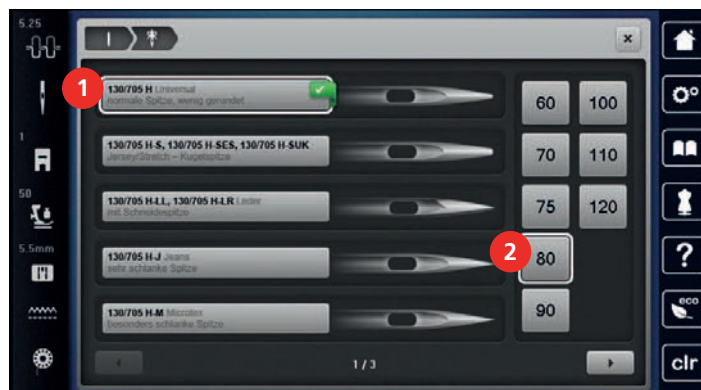 5.25
1
50
5.5mm
1
130/705 H Universal
normale Spitze, wenig gerundet
130/705 H-S, 130/705 H-SES, 130/705 H-SUK
Jersey/Stretch – Kugelspitze
130/705 H-LL, 130/705 H-LR Leder
mit Schneidespitze
130/705 H-J Jeans
sehr schlanke Spitze
130/705 H-M Microtex
besonders schlanke Spitze
1 / 3
60 100
70 110
75 120
2
80
90
?
eco
clr